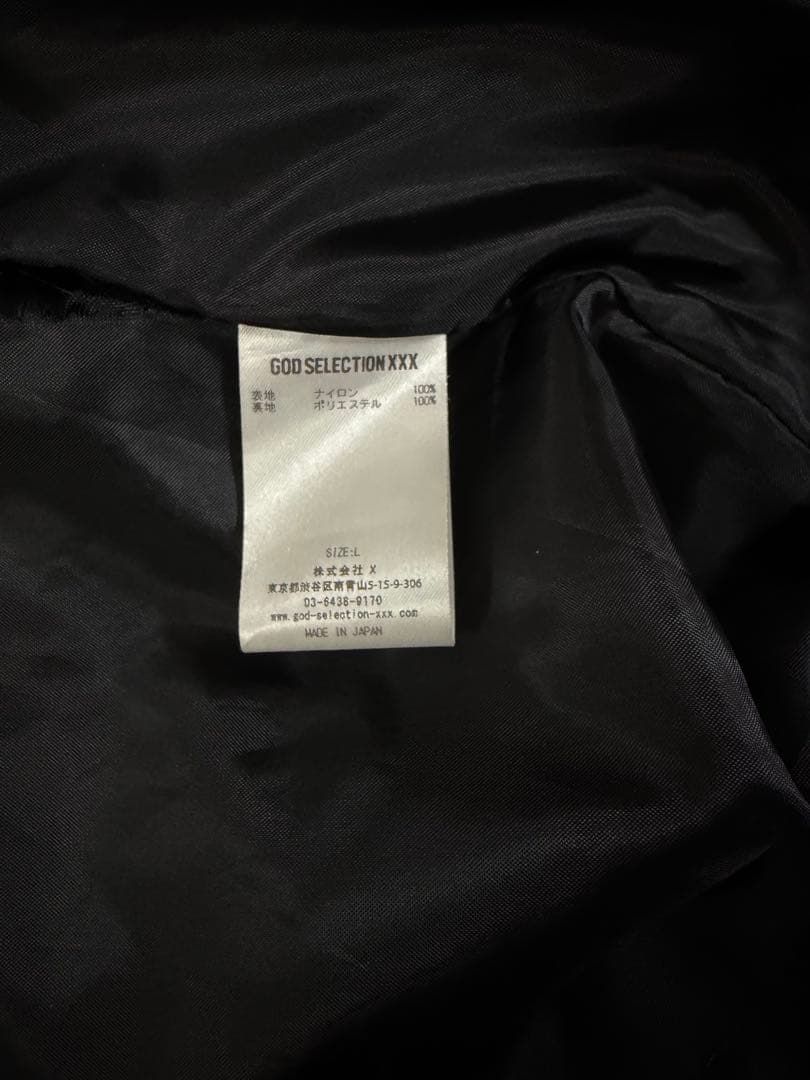 GOD SELECTION XXX
表地 ナイロン 100%
裏地 ポリエステル 100%
SIZE:L
株式会社 X
東京都渋谷区南青山5-15-9-306
03-6438-9170
www.god-selection-xxx.com
MADE IN JAPAN